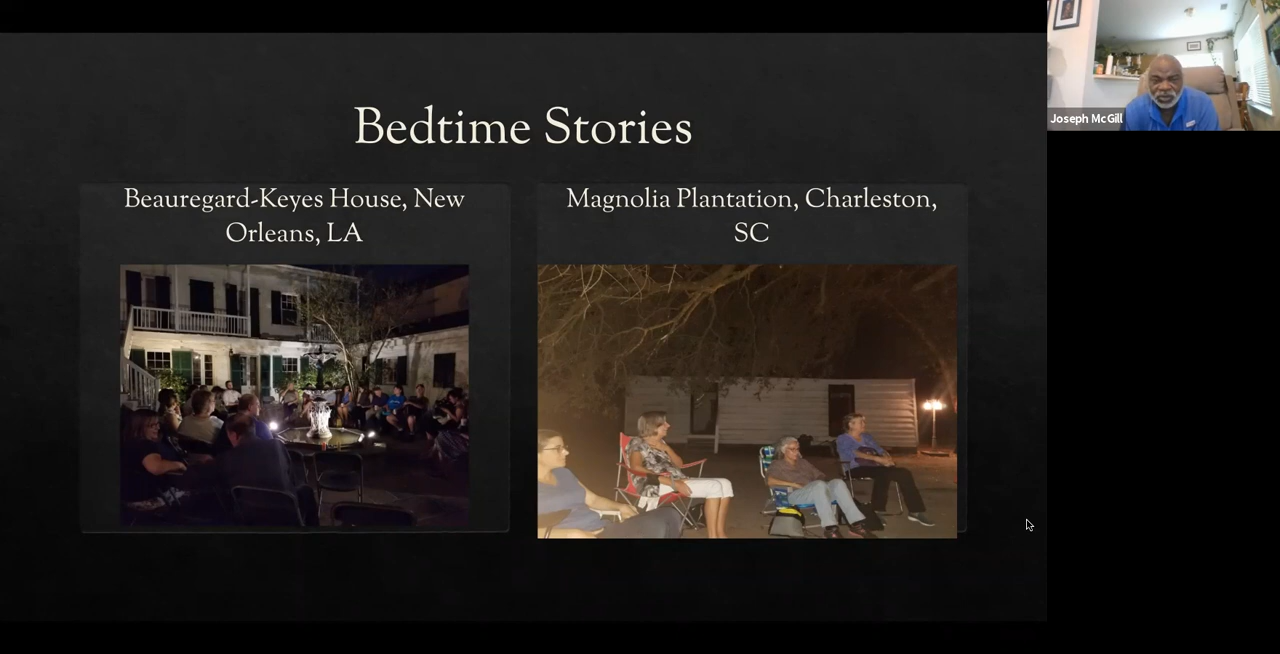 Bedtime Stories
Beauregard-Keyes House, New
Orleans, LA
Magnolia Plantation, Charleston,
SC
Joseph McGill